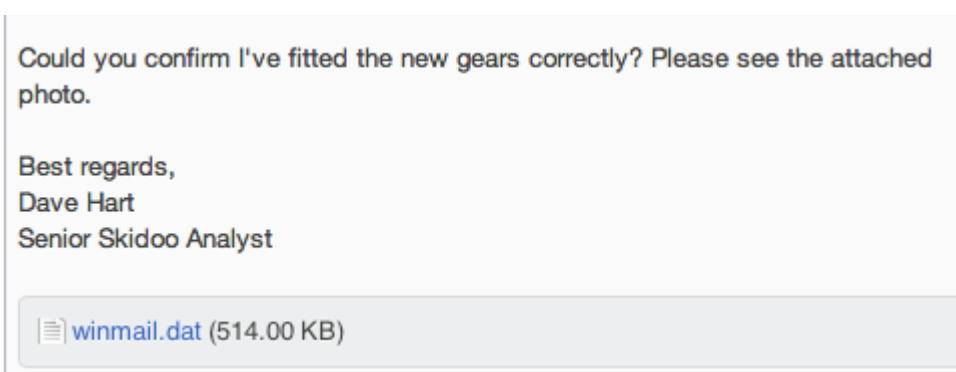 Could you confirm I've fitted the new gears correctly? Please see the attached
photo.
Best regards,
Dave Hart
Senior Skidoo Analyst
winmail.dat (514.00 KB)